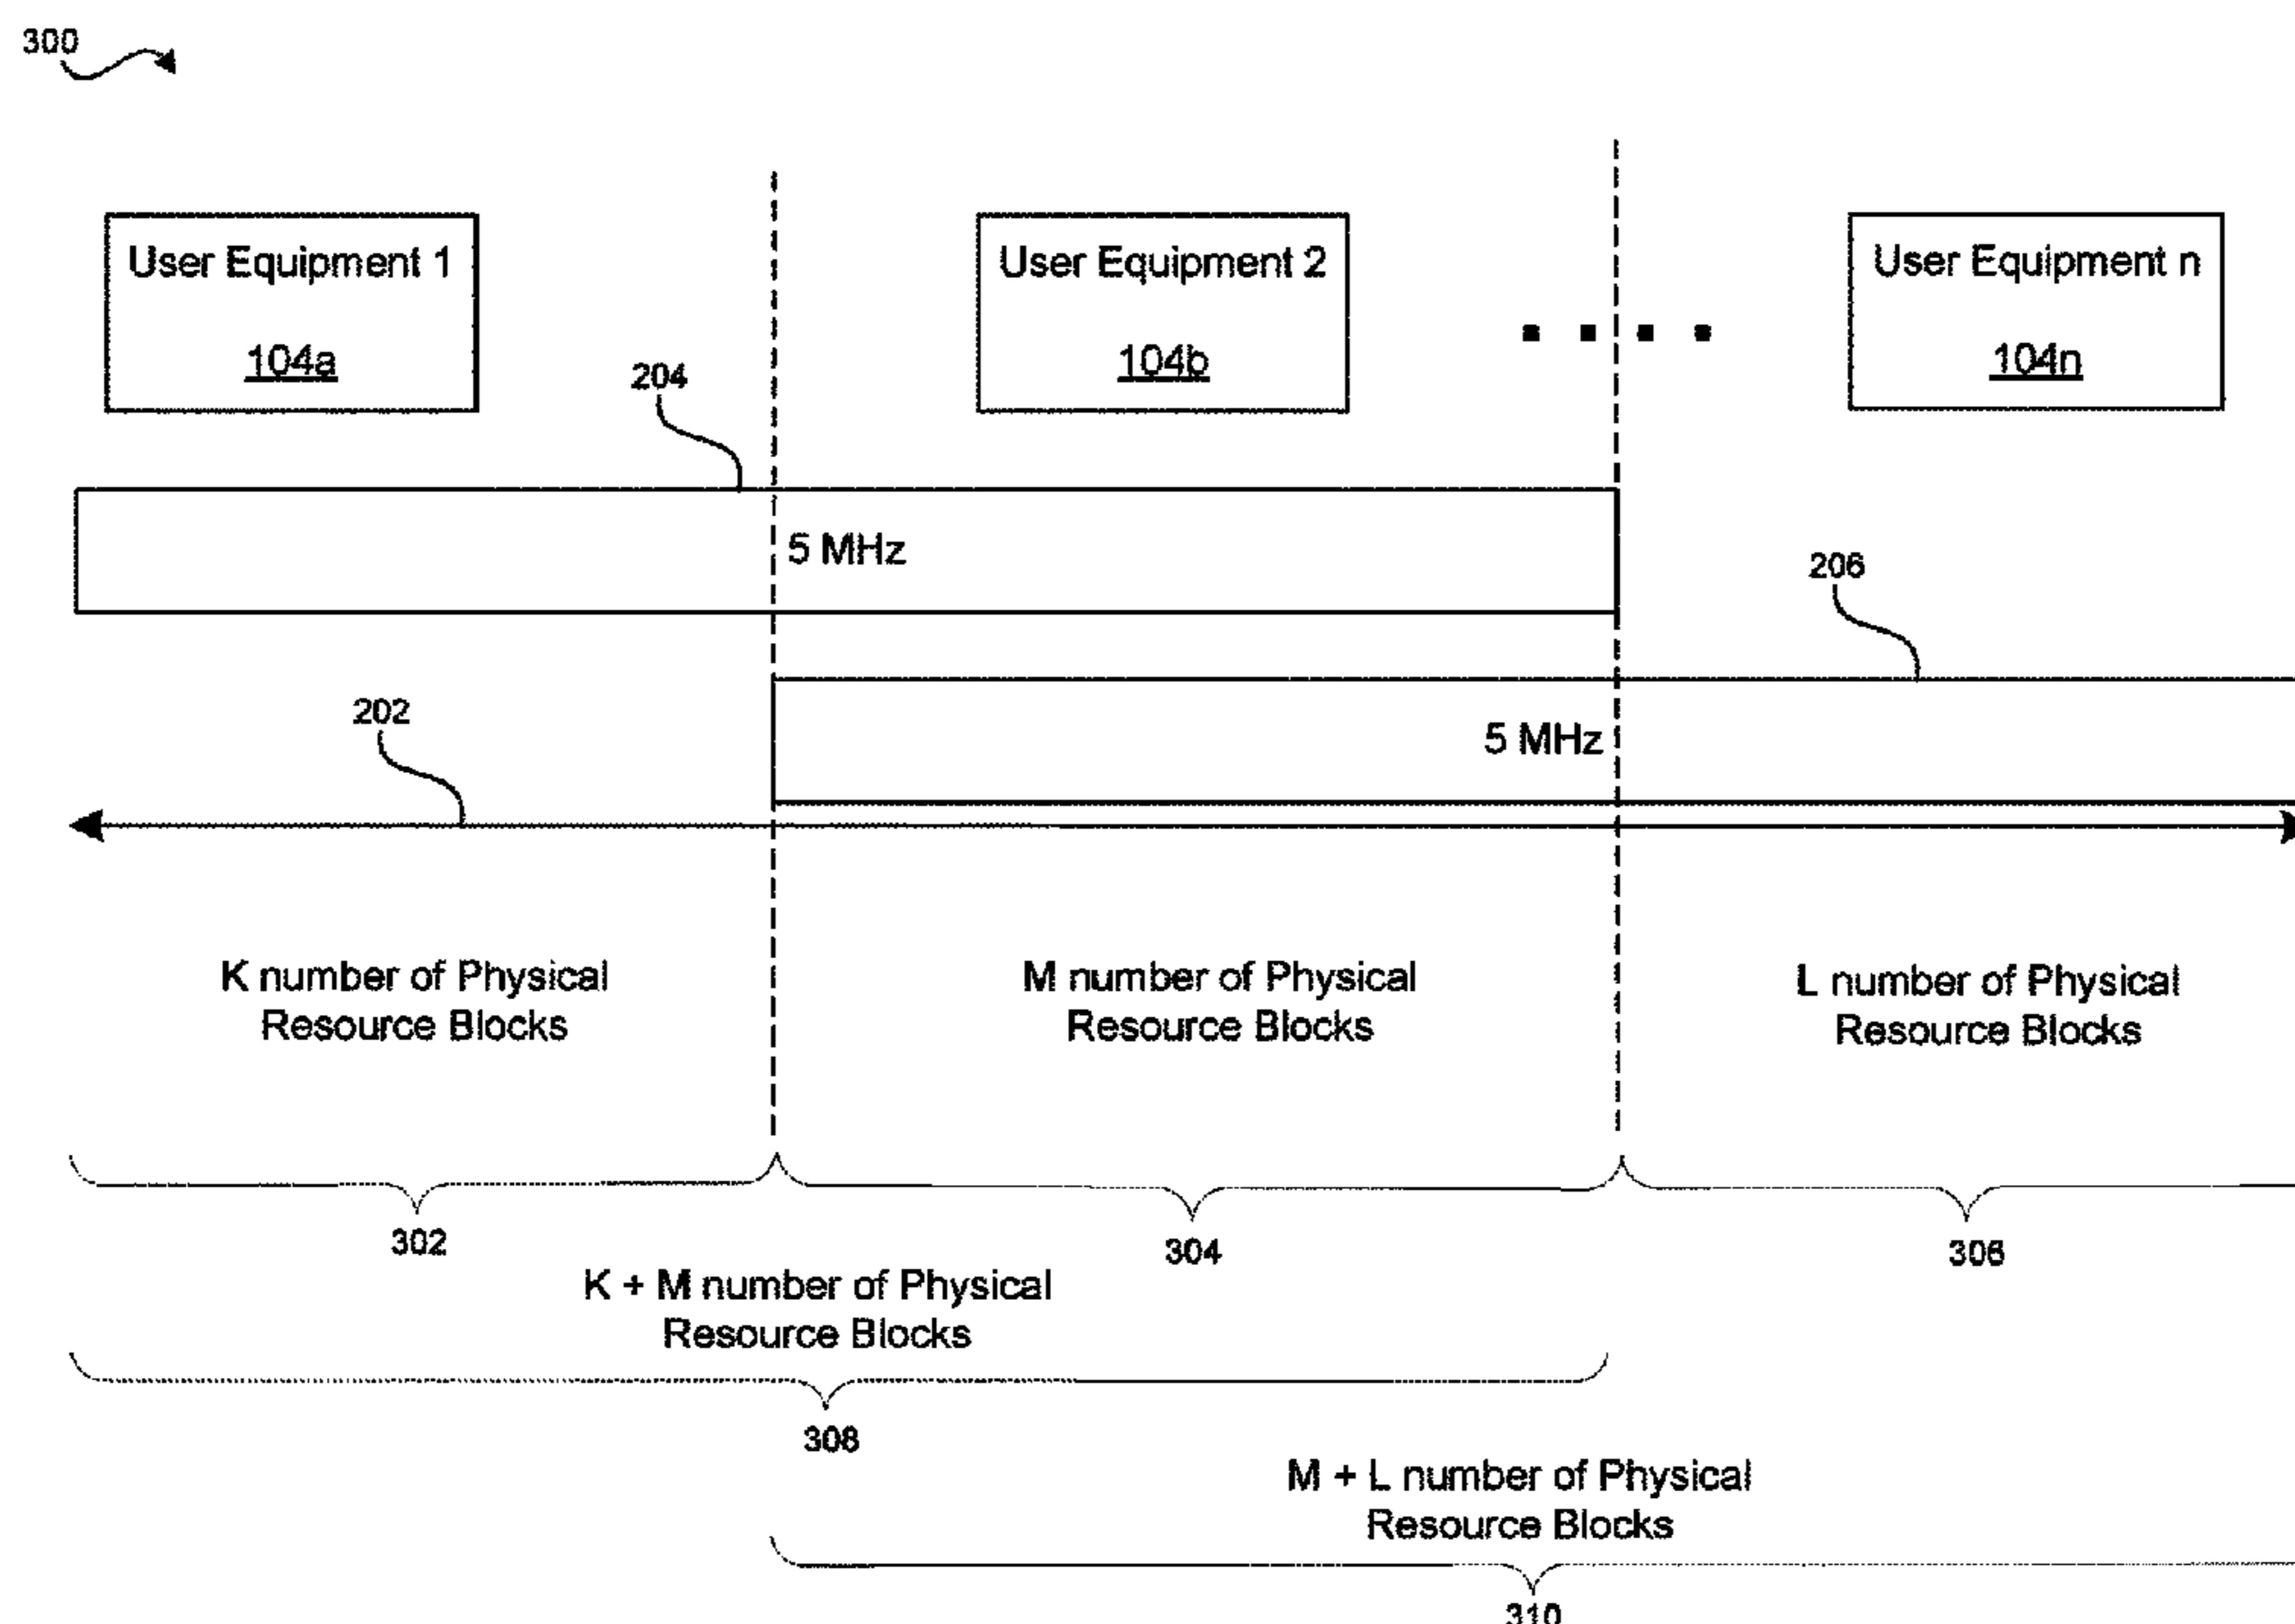 300
User Equipment 1
104a
User Equipment 2
104b
User Equipment n
104n
204
5 MHz
206
5 MHz
202
K number of Physical
Resource Blocks
M number of Physical
Resource Blocks
L number of Physical
Resource Blocks
302
304
306
K + M number of Physical
Resource Blocks
308
M + L number of Physical
Resource Blocks
310